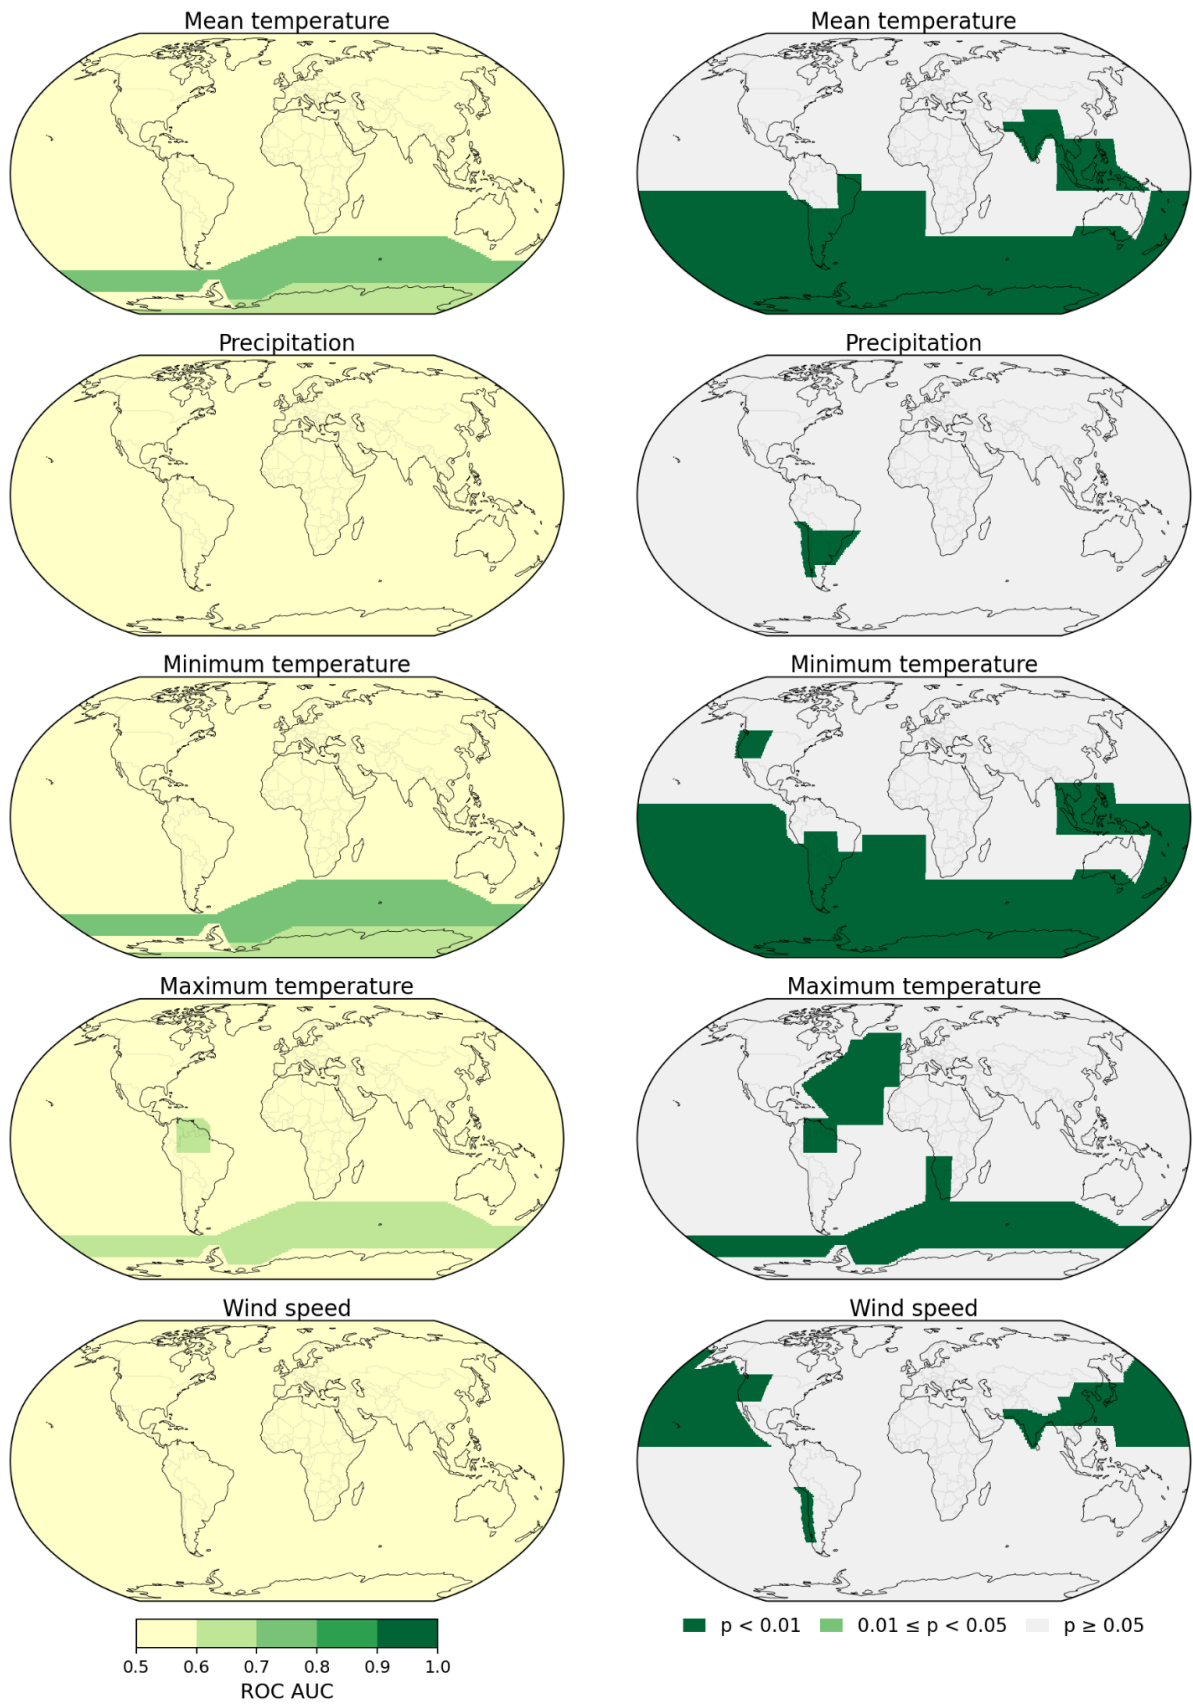 Mean temperature
Mean temperature
Precipitation
Precipitation
Minimum temperature
Minimum temperature
Maximum temperature
Maximum temperature
Wind speed
Wind speed
0.5 0.6 0.7 0.8 0.9 1.0
ROC AUC
p < 0.01 0.01 ≤ p < 0.05 p ≥ 0.05